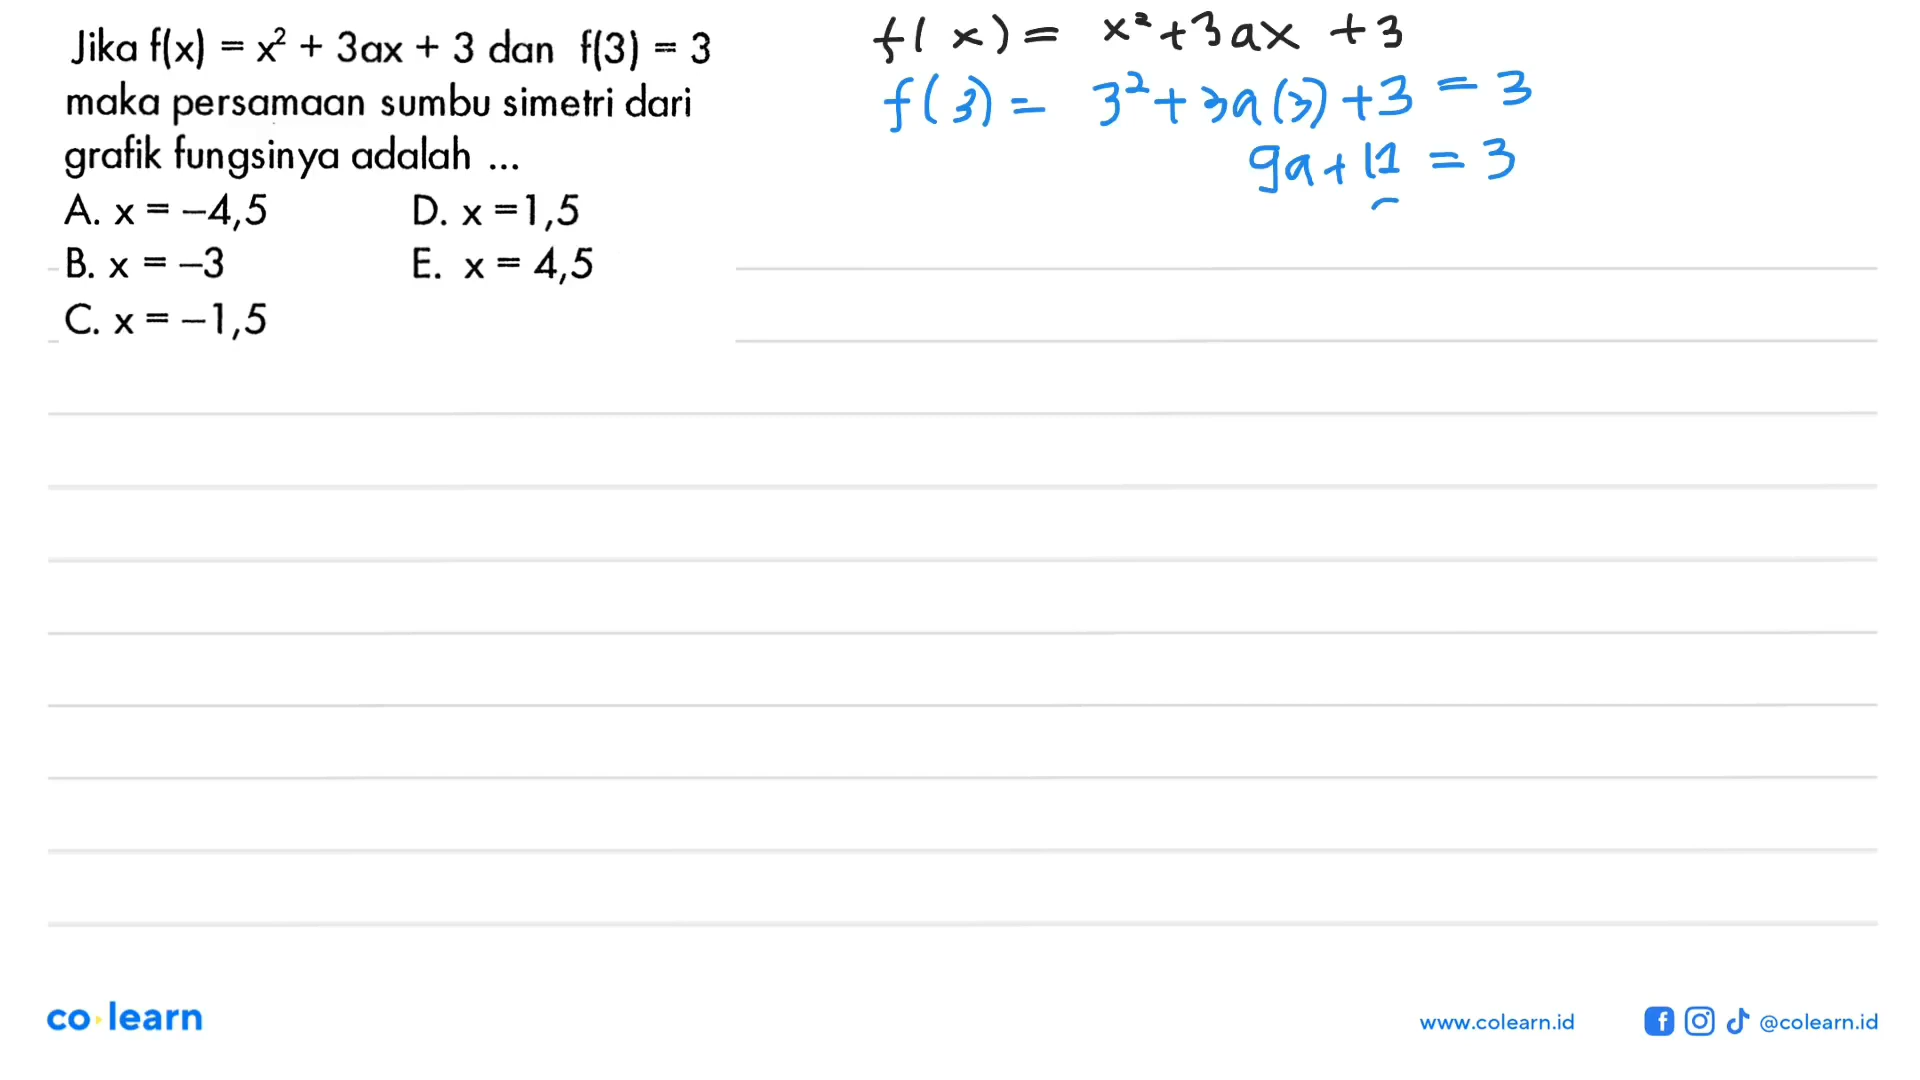 Jika f(x) = x² + 3ax + 3 dan f(3) = 3
maka persamaan sumbu simetri dari
grafik fungsinya adalah ...
A. x = −4,5 D. x =1,5
B. x = −3 E. x = 4,5
C. x = −1,5
f(x) = x² + 3ax + 3
f(3) = 3² + 3a(3) + 3 = 3
9a + 11 = 3
co learn
www.colearn.id
@colearn.id